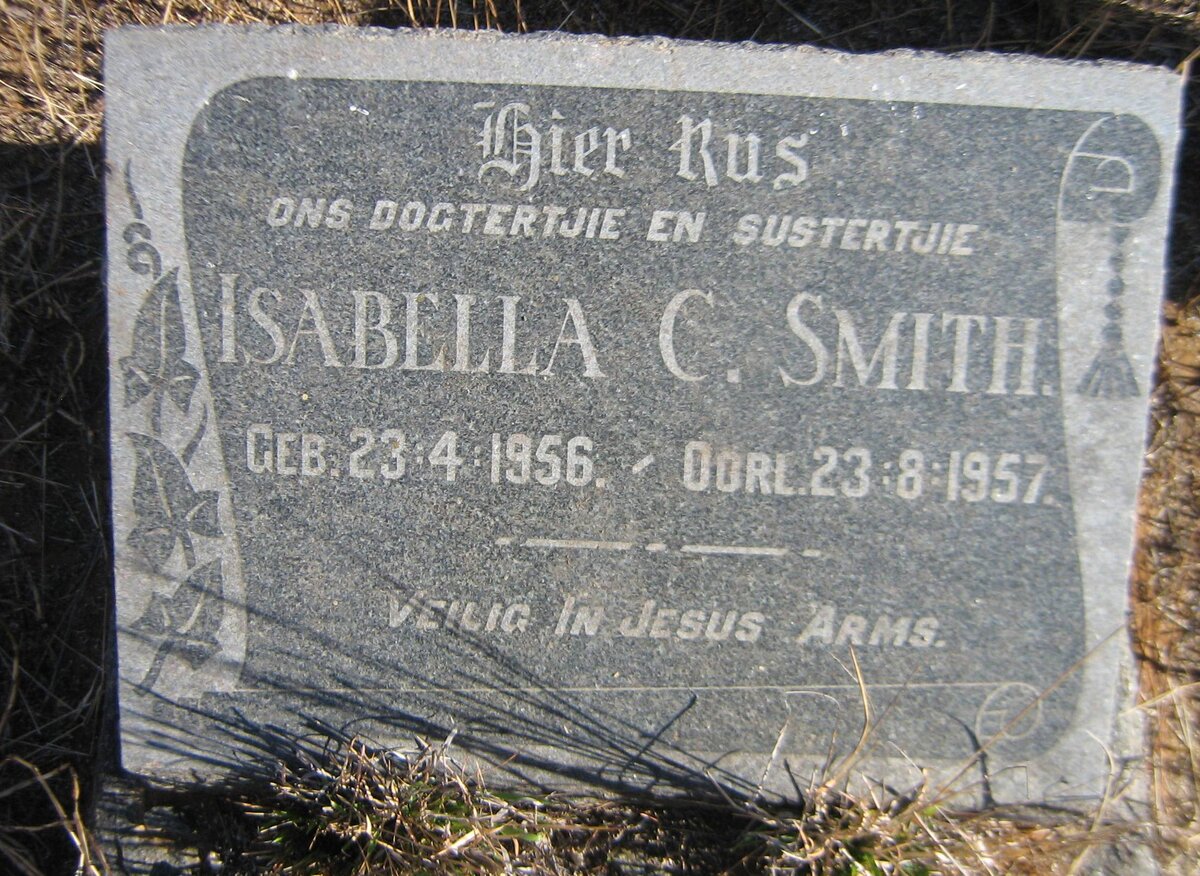 Hier Rus
ONS DOGTERTJIE EN SUSTERTJIE
ISABELLA C. SMITH.
GEB. 23:4:1956. - OORL. 23:8:1957.
VEILIG IN JESUS ARMS.